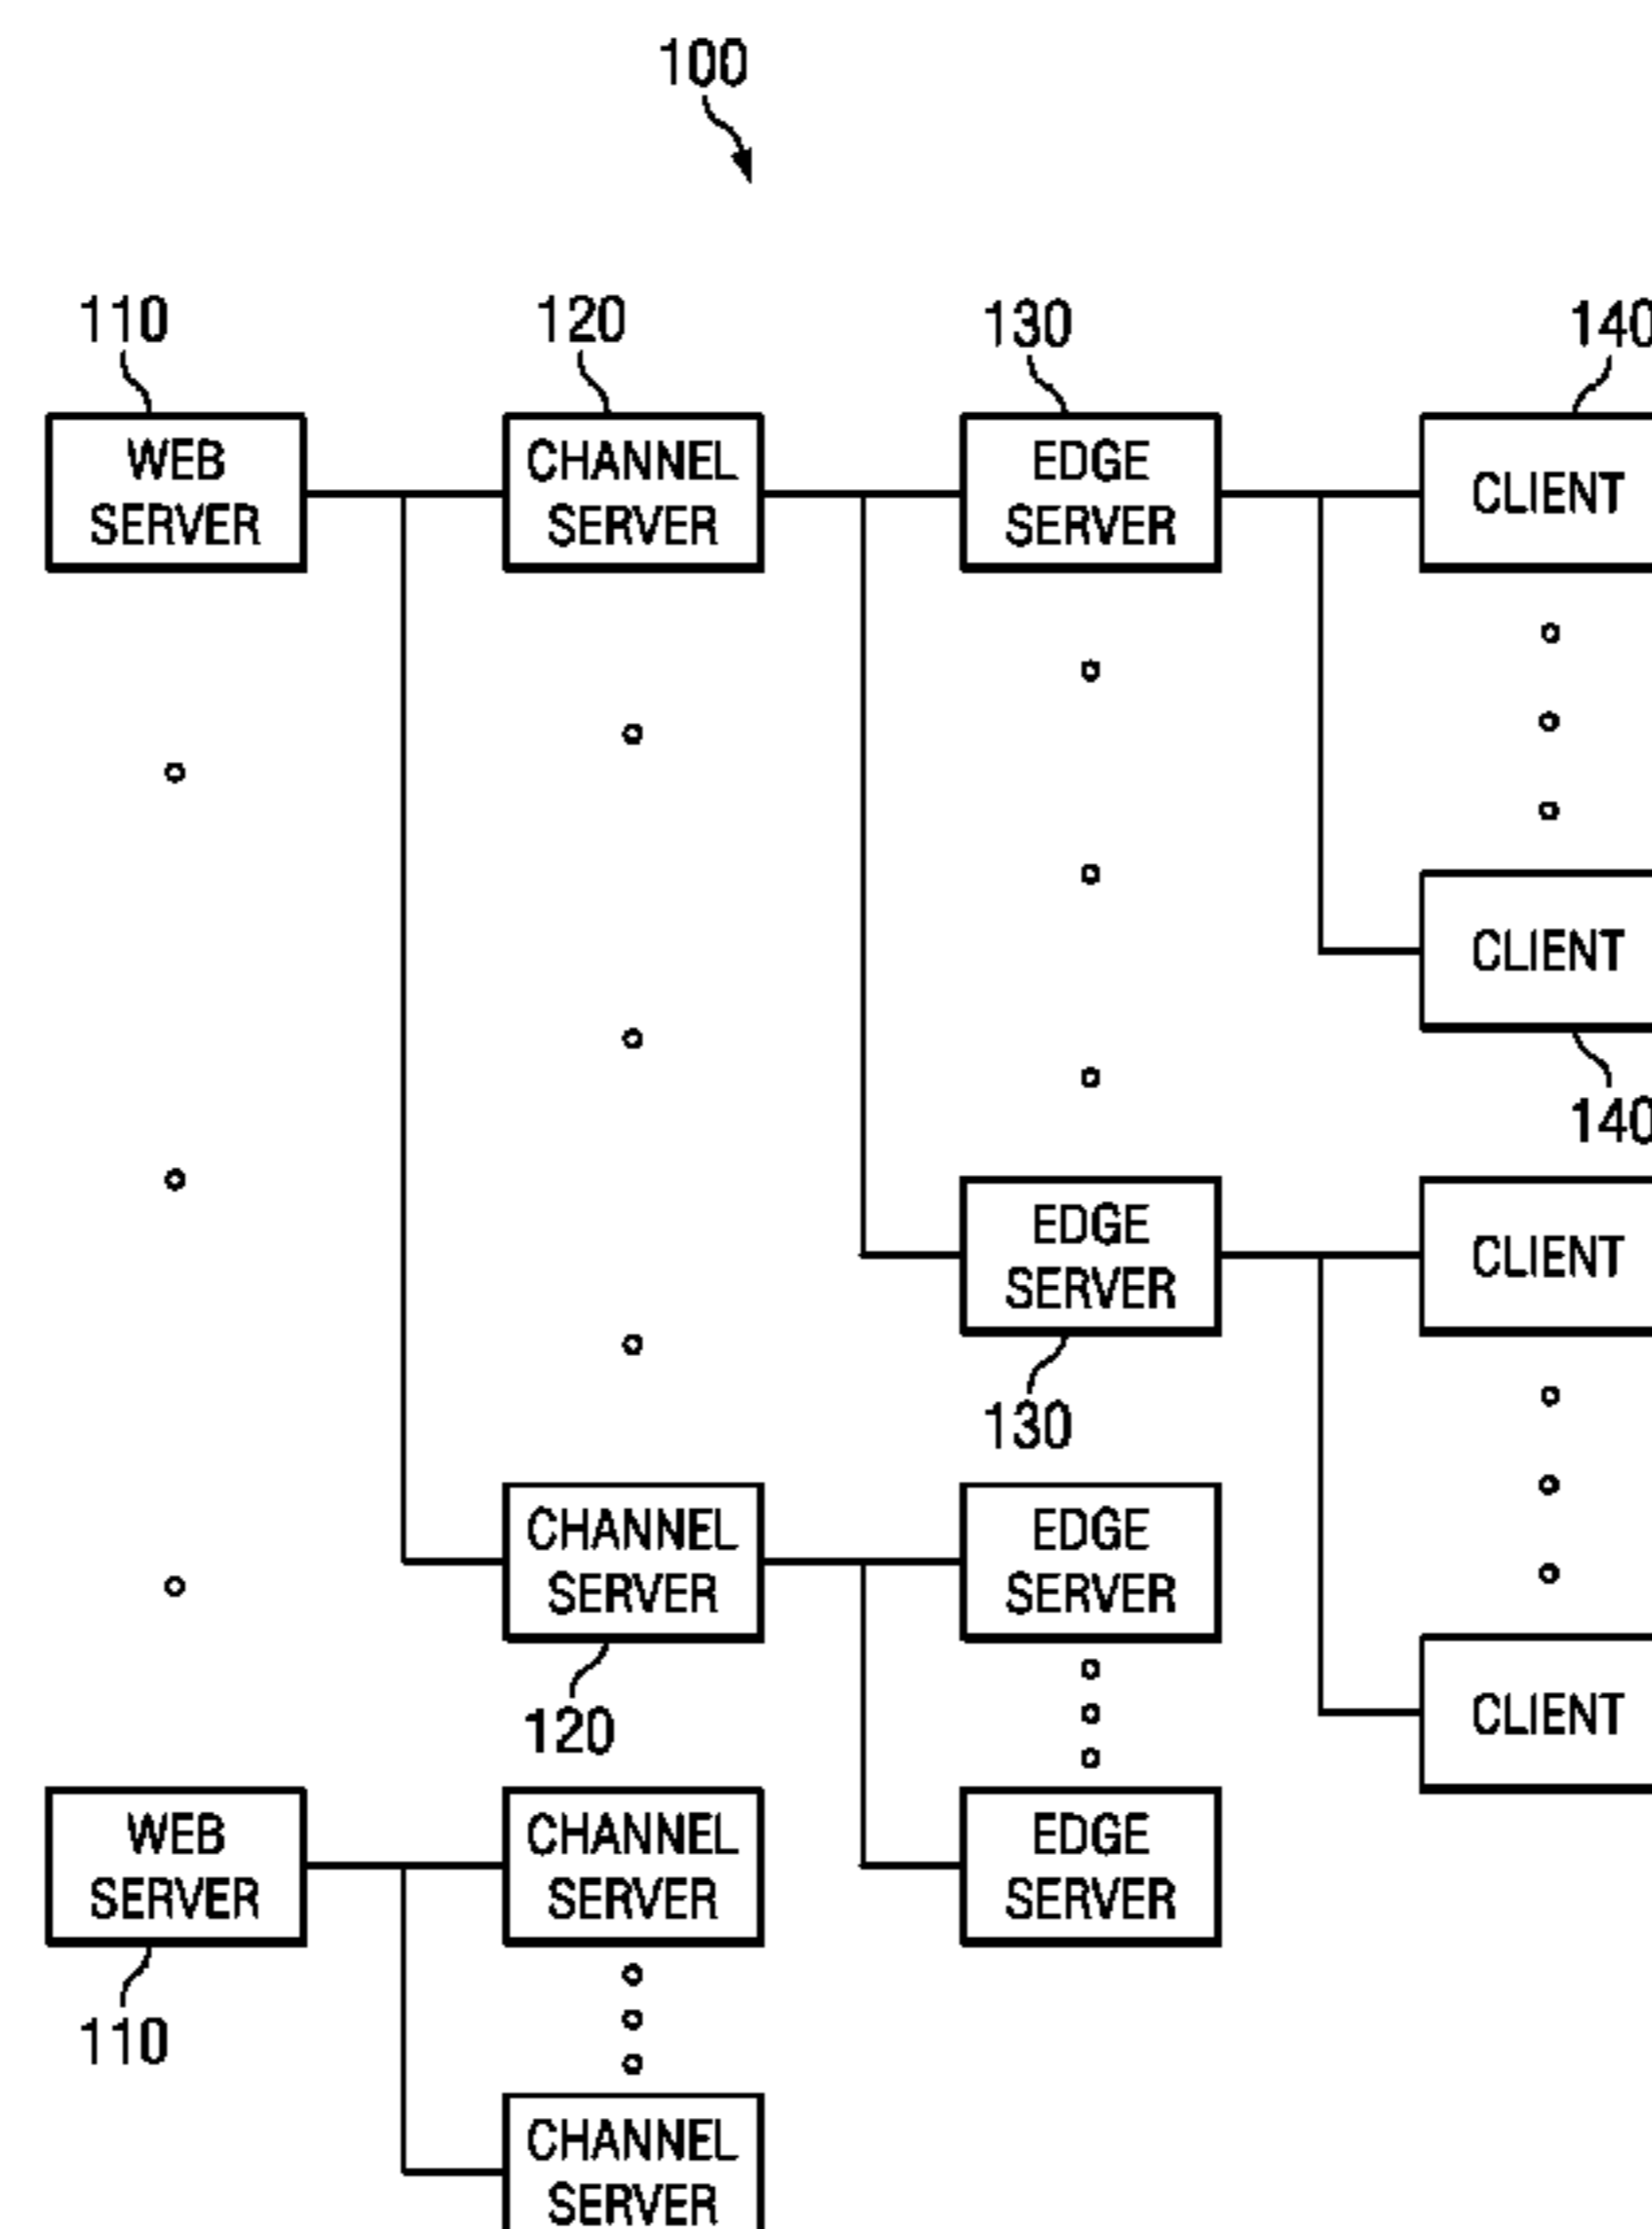 100
110
120
130
140
WEB
SERVER
CHANNEL
SERVER
EDGE
SERVER
CLIENT
CLIENT
140
EDGE
SERVER
CLIENT
130
CHANNEL
SERVER
EDGE
SERVER
120
CLIENT
WEB
SERVER
CHANNEL
SERVER
EDGE
SERVER
110
CHANNEL
SERVER